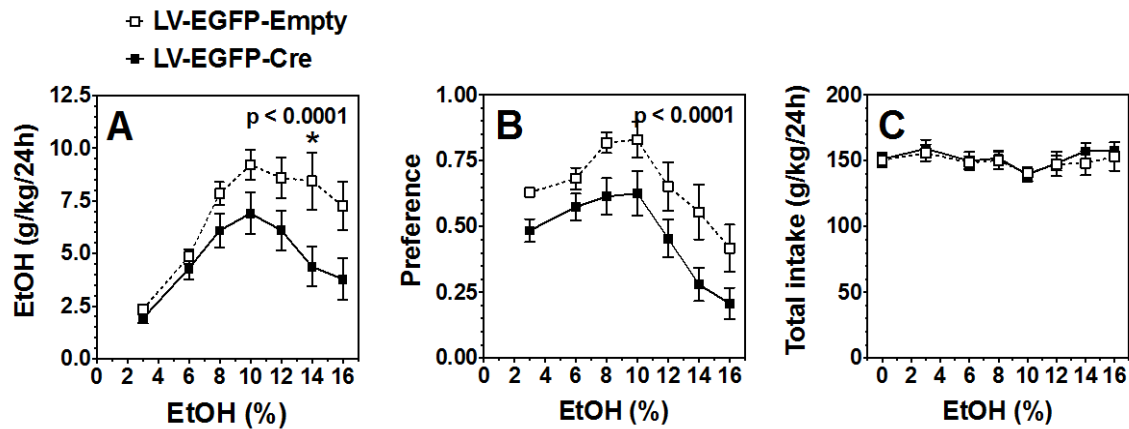 LV-EGFP-Empty
LV-EGFP-Cre
A
p < 0.0001
*
EtOH (g/kg/24h)
12.5
10.0
7.5
5.0
2.5
0.0
0 2 4 6 8 10 12 14 16
EtOH (%)
B
p < 0.0001
Preference
1.00
0.75
0.50
0.25
0.00
0 2 4 6 8 10 12 14 16
EtOH (%)
C
Total intake (g/kg/24h)
200
150
100
50
0
0 2 4 6 8 10 12 14 16
EtOH (%)